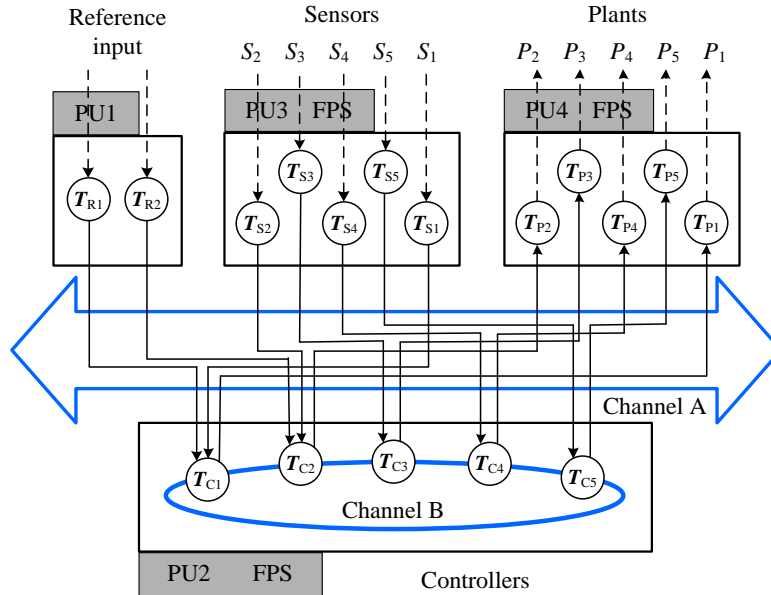 Reference input
Sensors
Plants
S2 S3 S4 S5 S1
P2 P3 P4 P5 P1
PU1
PU3 FPS
PU4 FPS
TR1 TR2
TS3 TS5
TS2 TS4 TS1
TP3 TP5
TP2 TP4 TP1
Channel A
TC1 TC2 TC3 TC4 TC5
Channel B
PU2 FPS
Controllers